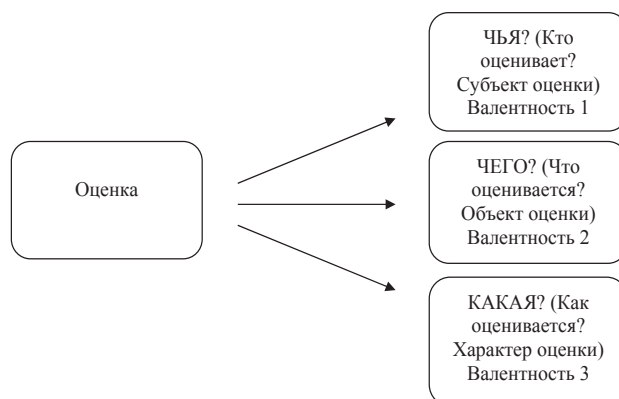 ЧЬЯ? (Кто
оценивает?
Субъект оценки)
Валентность 1
Оценка
ЧЕГО? (Что
оценивается?
Объект оценки)
Валентность 2
КАКАЯ? (Как
оценивается?
Характер оценки)
Валентность 3